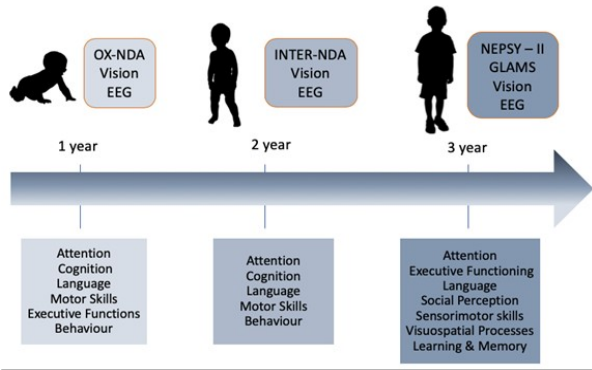 OX-NDA
Vision
EEG
INTER-NDA
Vision
EEG
NEPSY – II
GLAMS
Vision
EEG
1 year
2 year
3 year
Attention
Cognition
Language
Motor Skills
Executive Functions
Behaviour
Attention
Cognition
Language
Motor Skills
Behaviour
Attention
Executive Functioning
Language
Social Perception
Sensorimotor skills
Visuospatial Processes
Learning & Memory